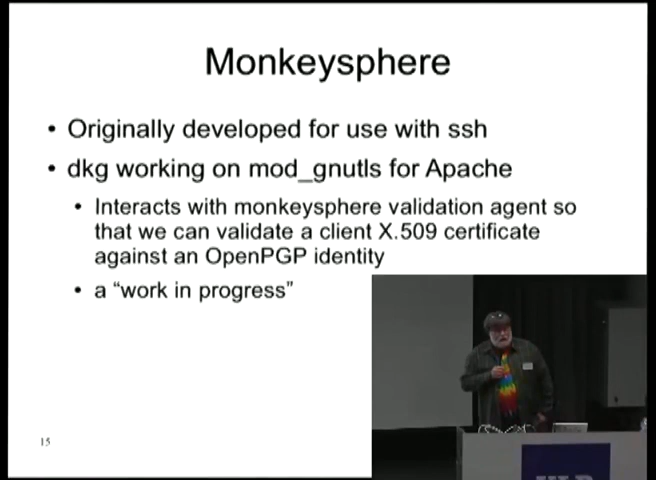 Monkeysphere
• Originally developed for use with ssh
• dkg working on mod_gnutls for Apache
• Interacts with monkeysphere validation agent so
that we can validate a client X.509 certificate
against an OpenPGP identity
• a “work in progress”
15